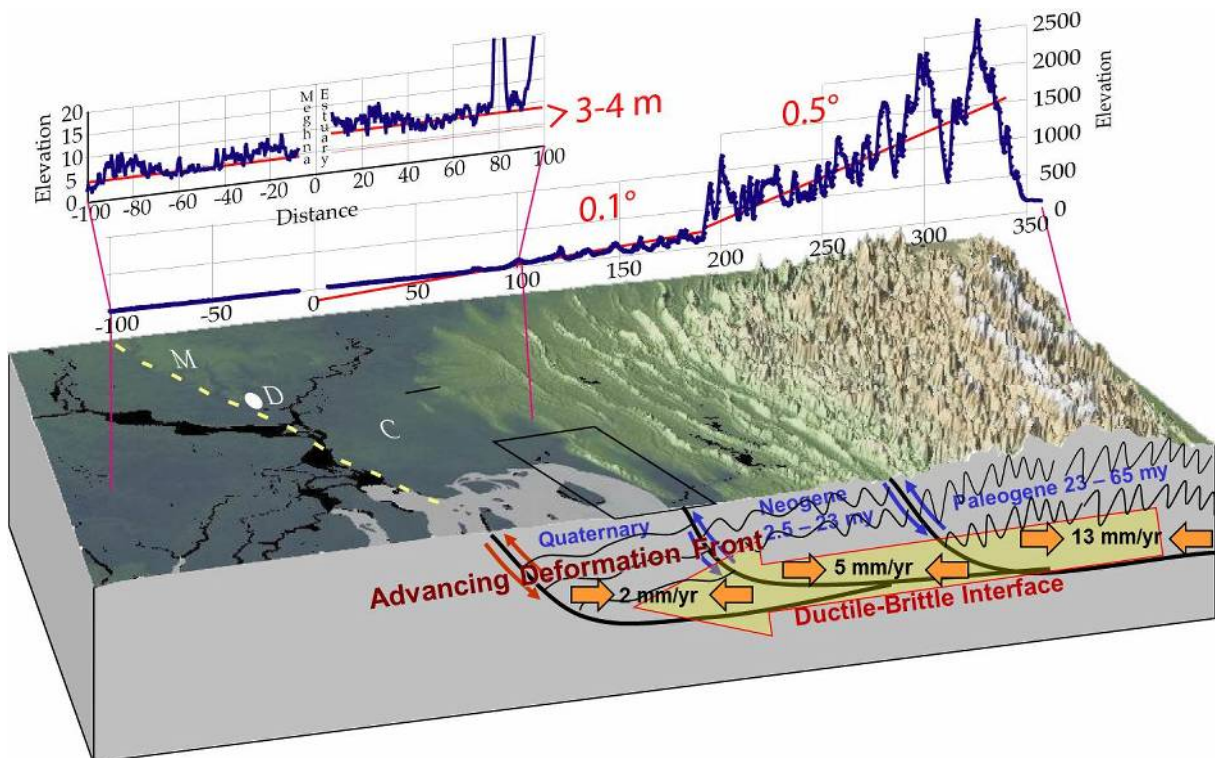 2500
2000
1500
1000
500
0
Elevation
20
15
10
5
0
Elevation
Meghna
Estuary
3-4 m
-100 -80 -60 -40 -20 0 20 40 60 80 100
Distance
0.1°
0.5°
-100 -50 0 50 100 150 200 250 300 350
M
D
C
Quaternary
Neogene
2.5 – 23 my
Paleogene 23 – 65 my
Advancing Deformation Front
2 mm/yr
5 mm/yr
13 mm/yr
Ductile-Brittle Interface